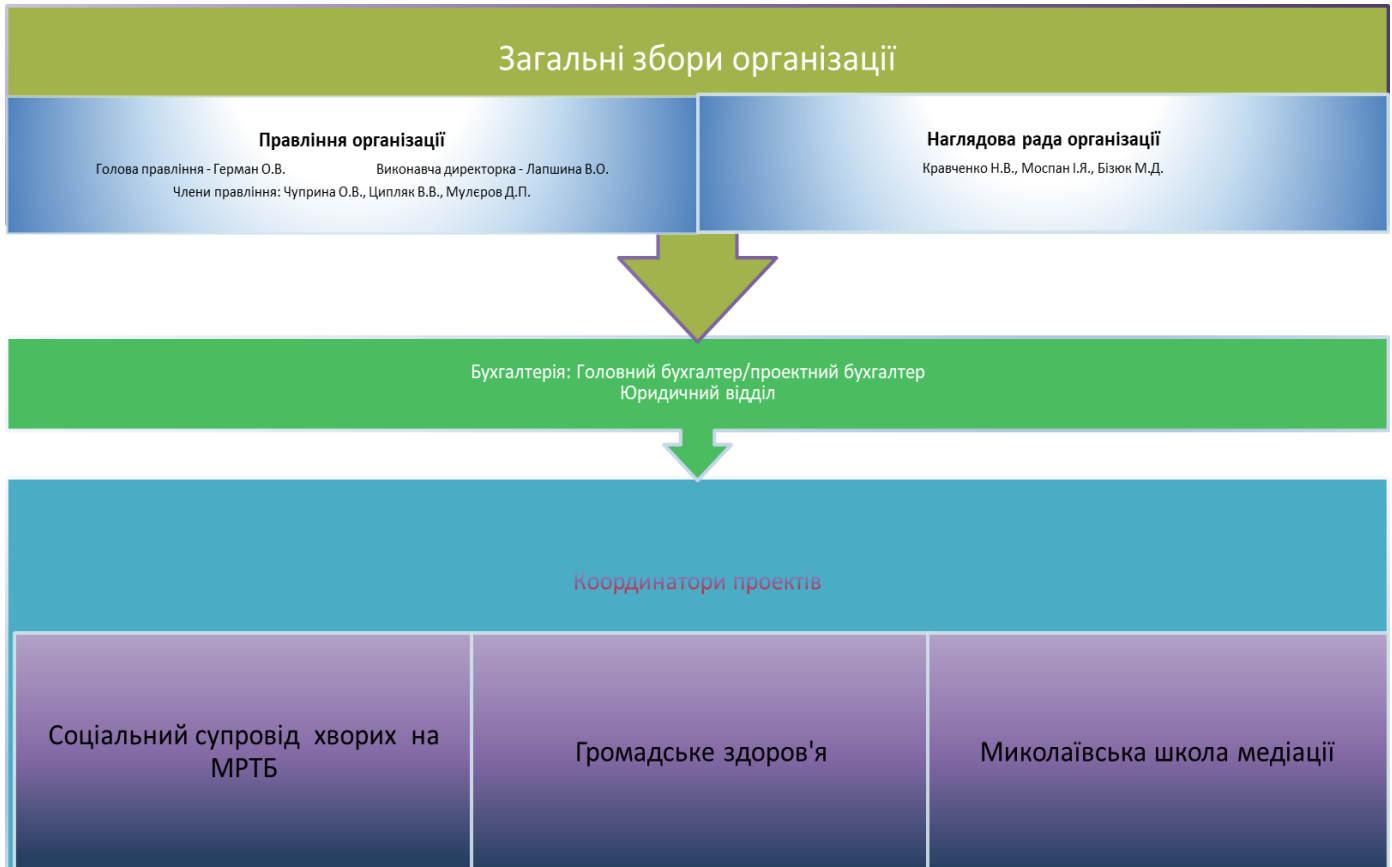 Загальні збори організації
Правління організації
Голова правління - Герман О.В. Виконавча директорка - Лапшина В.О.
Члени правління: Чуприна О.В., Ципляк В.В., Мулєров Д.П.
Наглядова рада організації
Кравченко Н.В., Моспан І.Я., Бізюк М.Д.
Бухгалтерія: Головний бухгалтер/проектний бухгалтер
Юридичний відділ
Координатори проектів
Соціальний супровід хворих на
МРТБ
Громадське здоров'я
Миколаївська школа медіації